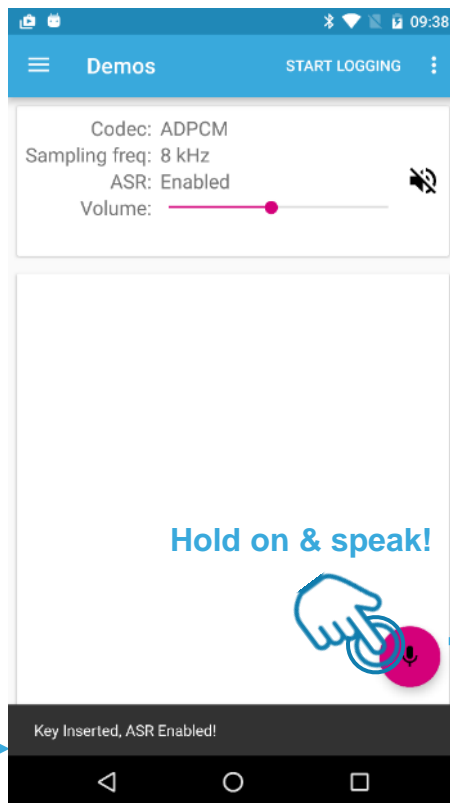 09:38
Demos START LOGGING
Codec: ADPCM
Sampling freq: 8 kHz
ASR: Enabled
Volume:
Hold on & speak!
Key Inserted, ASR Enabled!